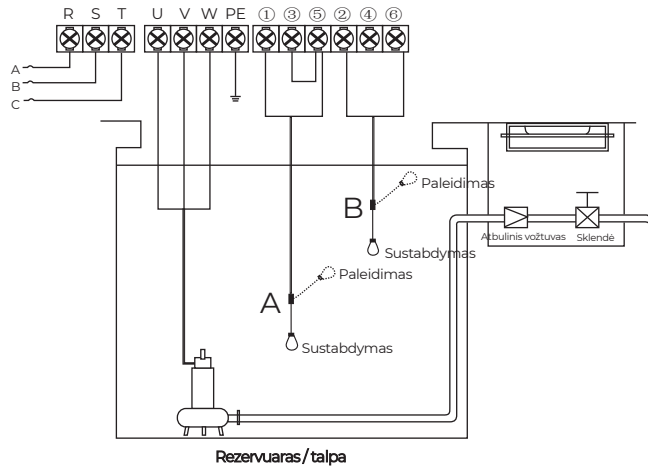 R S T U V W PE ① ③ ⑤ ② ④ ⑥
A
B
C
Paleidimas
B
Atbulinis vožtuvas Sklendė
Sustabdymas
Paleidimas
A
Sustabdymas
Rezervuaras / talpa